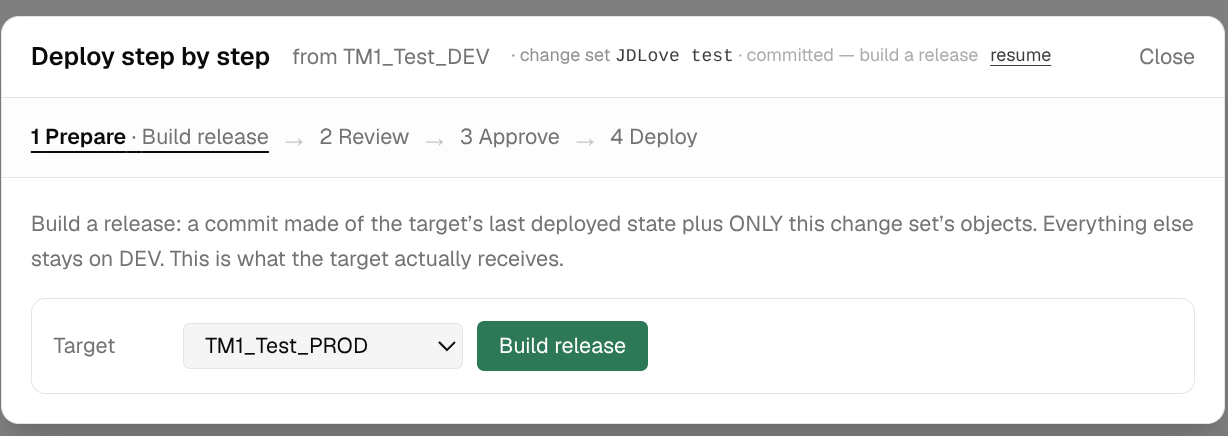 Deploy step by step from TM1_Test_DEV · change set JDLove test · committed — build a release resume Close
1 Prepare · Build release → 2 Review → 3 Approve → 4 Deploy
Build a release: a commit made of the target’s last deployed state plus ONLY this change set’s objects. Everything else
stays on DEV. This is what the target actually receives.
Target TM1_Test_PROD Build release